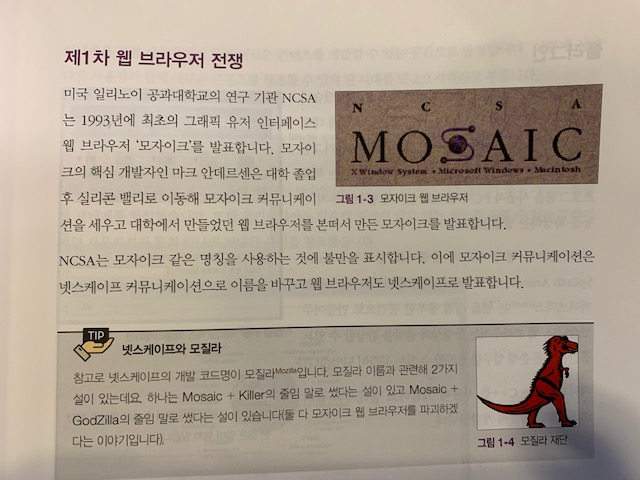 제1차 웹 브라우저 전쟁
미국 일리노이 공과대학교의 연구 기관 NCSA
는 1993년에 최초의 그래픽 유저 인터페이스
웹 브라우저 ‘모자이크’를 발표합니다. 모자이
크의 핵심 개발자인 마크 안데르센은 대학 졸업
후 실리콘 밸리로 이동해 모자이크 커뮤니케이
션을 세우고 대학에서 만들었던 웹 브라우저를 본떠서 만든 모자이크를 발표합니다.
N C S A
MOSAIC
X Window System • Microsoft Windows • Macintosh
그림 1-3 모자이크 웹 브라우저
NCSA는 모자이크 같은 명칭을 사용하는 것에 불만을 표시합니다. 이에 모자이크 커뮤니케이션은
넷스케이프 커뮤니케이션으로 이름을 바꾸고 웹 브라우저도 넷스케이프로 발표합니다.
TIP
넷스케이프와 모질라
참고로 넷스케이프의 개발 코드명이 모질라Mozilla입니다. 모질라 이름과 관련해 2가지
설이 있는데요. 하나는 Mosaic + Killer의 줄임 말로 썼다는 설이 있고 Mosaic +
GodZilla의 줄임 말로 썼다는 설이 있습니다(둘 다 모자이크 웹 브라우저를 파괴하겠
다는 이야기입니다).
그림 1-4 모질라 재단